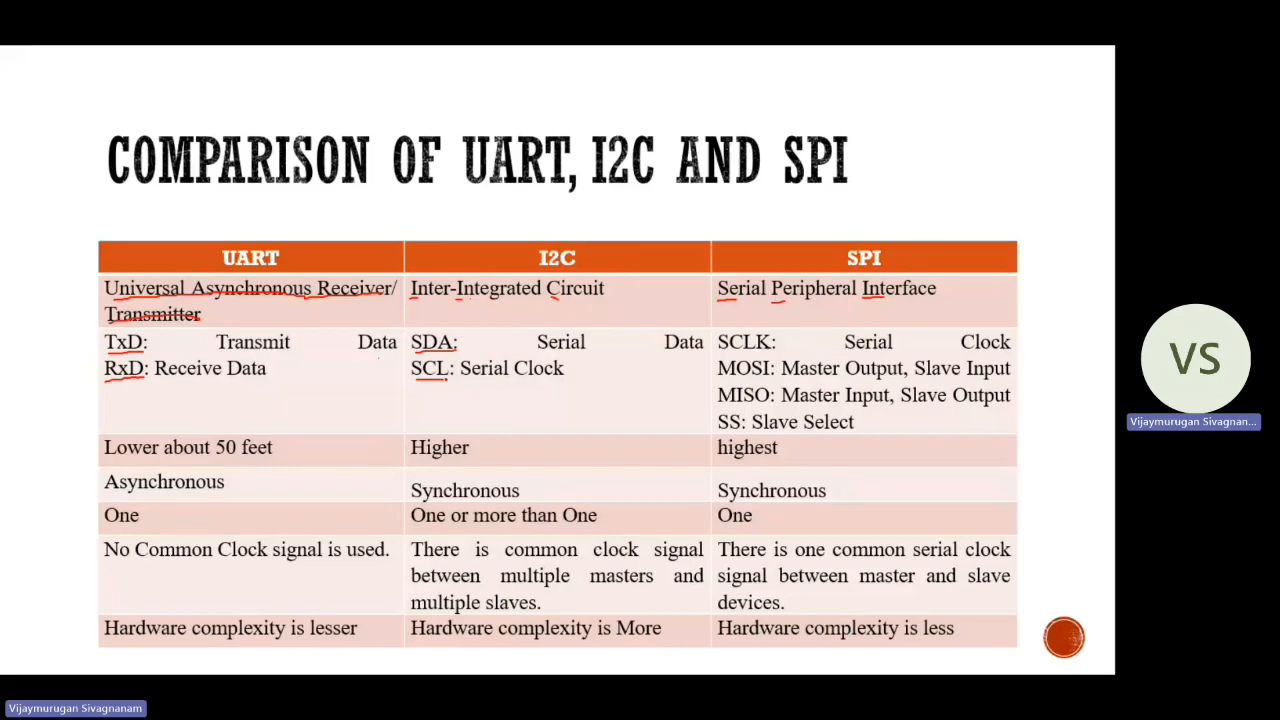 COMPARISON OF UART, I2C AND SPI
UART I2C SPI
Universal Asynchronous Receiver/
Transmitter
Inter-Integrated Circuit
Serial Peripheral Interface
TxD: Transmit Data
RxD: Receive Data
SDA: Serial Data
SCL: Serial Clock
SCLK: Serial Clock
MOSI: Master Output, Slave Input
MISO: Master Input, Slave Output
SS: Slave Select
Lower about 50 feet
Higher
highest
Asynchronous
Synchronous
Synchronous
One
One or more than One
One
No Common Clock signal is used.
There is common clock signal
between multiple masters and
multiple slaves.
There is one common serial clock
signal between master and slave
devices.
Hardware complexity is lesser
Hardware complexity is More
Hardware complexity is less
VS
Vijaymurugan Sivagnan...
Vijaymurugan Sivagnanam